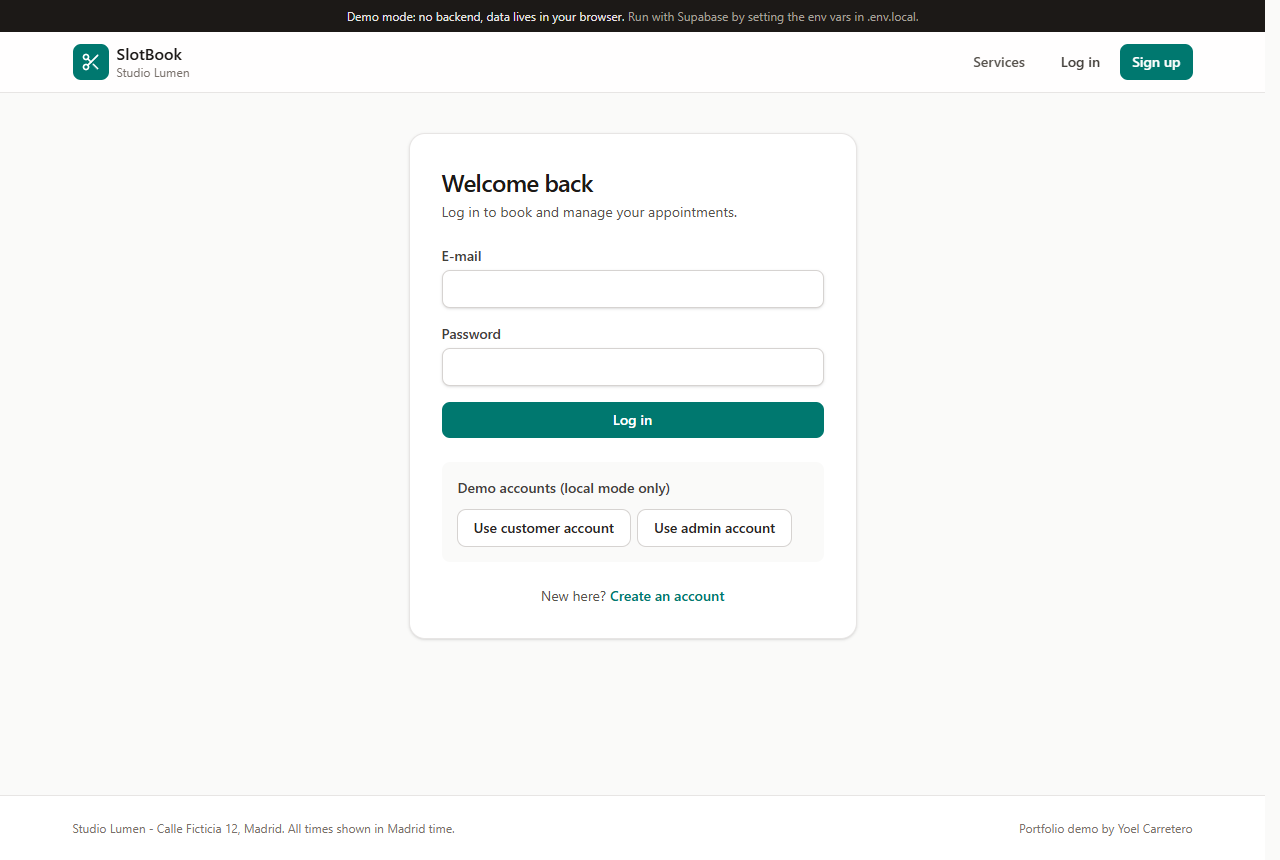 Demo mode: no backend, data lives in your browser. Run with Supabase by setting the env vars in .env.local.
SlotBook
Studio Lumen
Services
Log in
Sign up
Welcome back
Log in to book and manage your appointments.
E-mail
Password
Log in
Demo accounts (local mode only)
Use customer account
Use admin account
New here? Create an account
Studio Lumen - Calle Ficticia 12, Madrid. All times shown in Madrid time.
Portfolio demo by Yoel Carretero